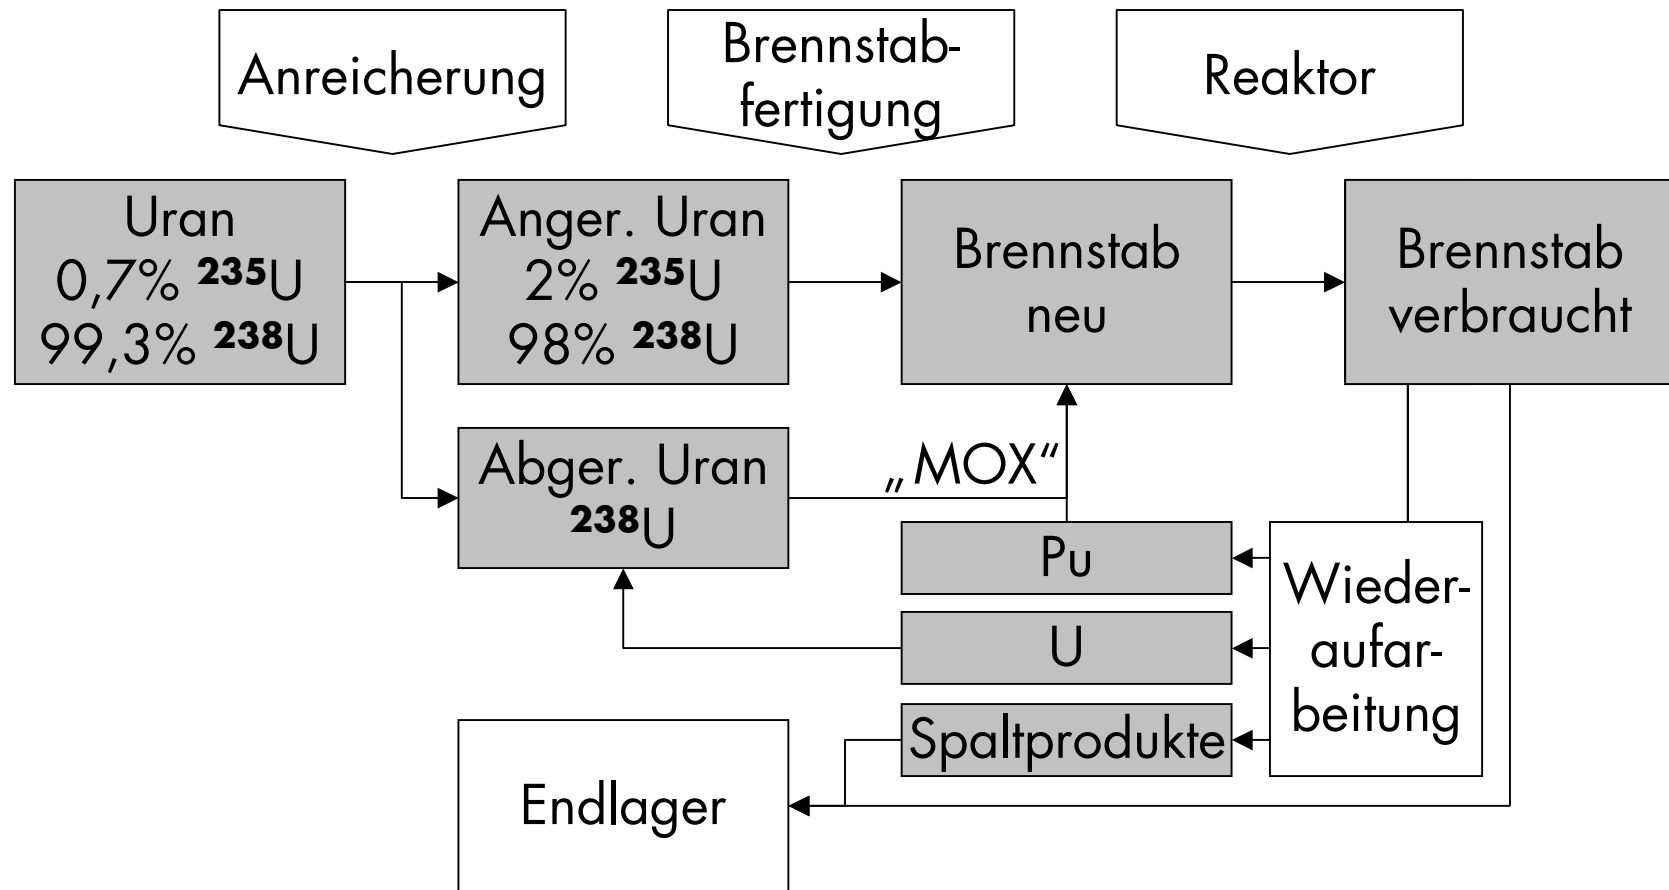 Anreicherung
Brennstab-
fertigung
Reaktor
Uran
0,7% ²³⁵U
99,3% ²³⁸U
Anger. Uran
2% ²³⁵U
98% ²³⁸U
Brennstab
neu
Brennstab
verbraucht
Abger. Uran
²³⁸U
„MOX“
Pu
U
Spaltprodukte
Wieder-
aufar-
beitung
Endlager